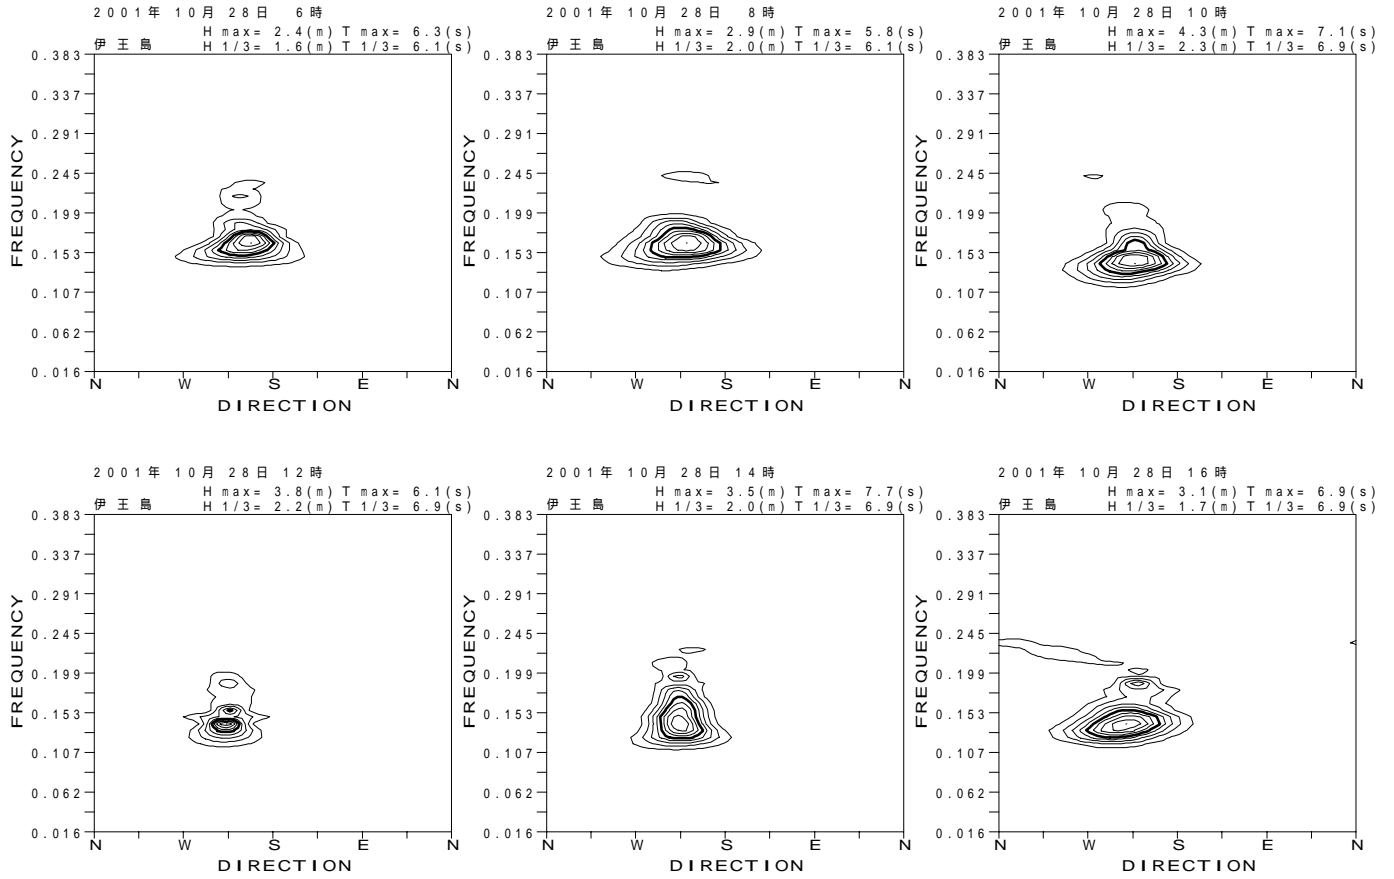 2001年 10月 28日 6時
H max= 2.4(m) T max= 6.3(s)
伊王島 H 1/3= 1.6(m) T 1/3= 6.1(s)
0.383
0.337
0.291
0.245
0.199
0.153
0.107
0.062
0.016
FREQUENCY
N W S E N
DIRECTION
2001年 10月 28日 8時
H max= 2.9(m) T max= 5.8(s)
伊王島 H 1/3= 2.0(m) T 1/3= 6.1(s)
0.383
0.337
0.291
0.245
0.199
0.153
0.107
0.062
0.016
FREQUENCY
N W S E N
DIRECTION
2001年 10月 28日 10時
H max= 4.3(m) T max= 7.1(s)
伊王島 H 1/3= 2.3(m) T 1/3= 6.9(s)
0.383
0.337
0.291
0.245
0.199
0.153
0.107
0.062
0.016
FREQUENCY
N W S E N
DIRECTION
2001年 10月 28日 12時
H max= 3.8(m) T max= 6.1(s)
伊王島 H 1/3= 2.2(m) T 1/3= 6.9(s)
0.383
0.337
0.291
0.245
0.199
0.153
0.107
0.062
0.016
FREQUENCY
N W S E N
DIRECTION
2001年 10月 28日 14時
H max= 3.5(m) T max= 7.7(s)
伊王島 H 1/3= 2.0(m) T 1/3= 6.9(s)
0.383
0.337
0.291
0.245
0.199
0.153
0.107
0.062
0.016
FREQUENCY
N W S E N
DIRECTION
2001年 10月 28日 16時
H max= 3.1(m) T max= 6.9(s)
伊王島 H 1/3= 1.7(m) T 1/3= 6.9(s)
0.383
0.337
0.291
0.245
0.199
0.153
0.107
0.062
0.016
FREQUENCY
N W S E N
DIRECTION